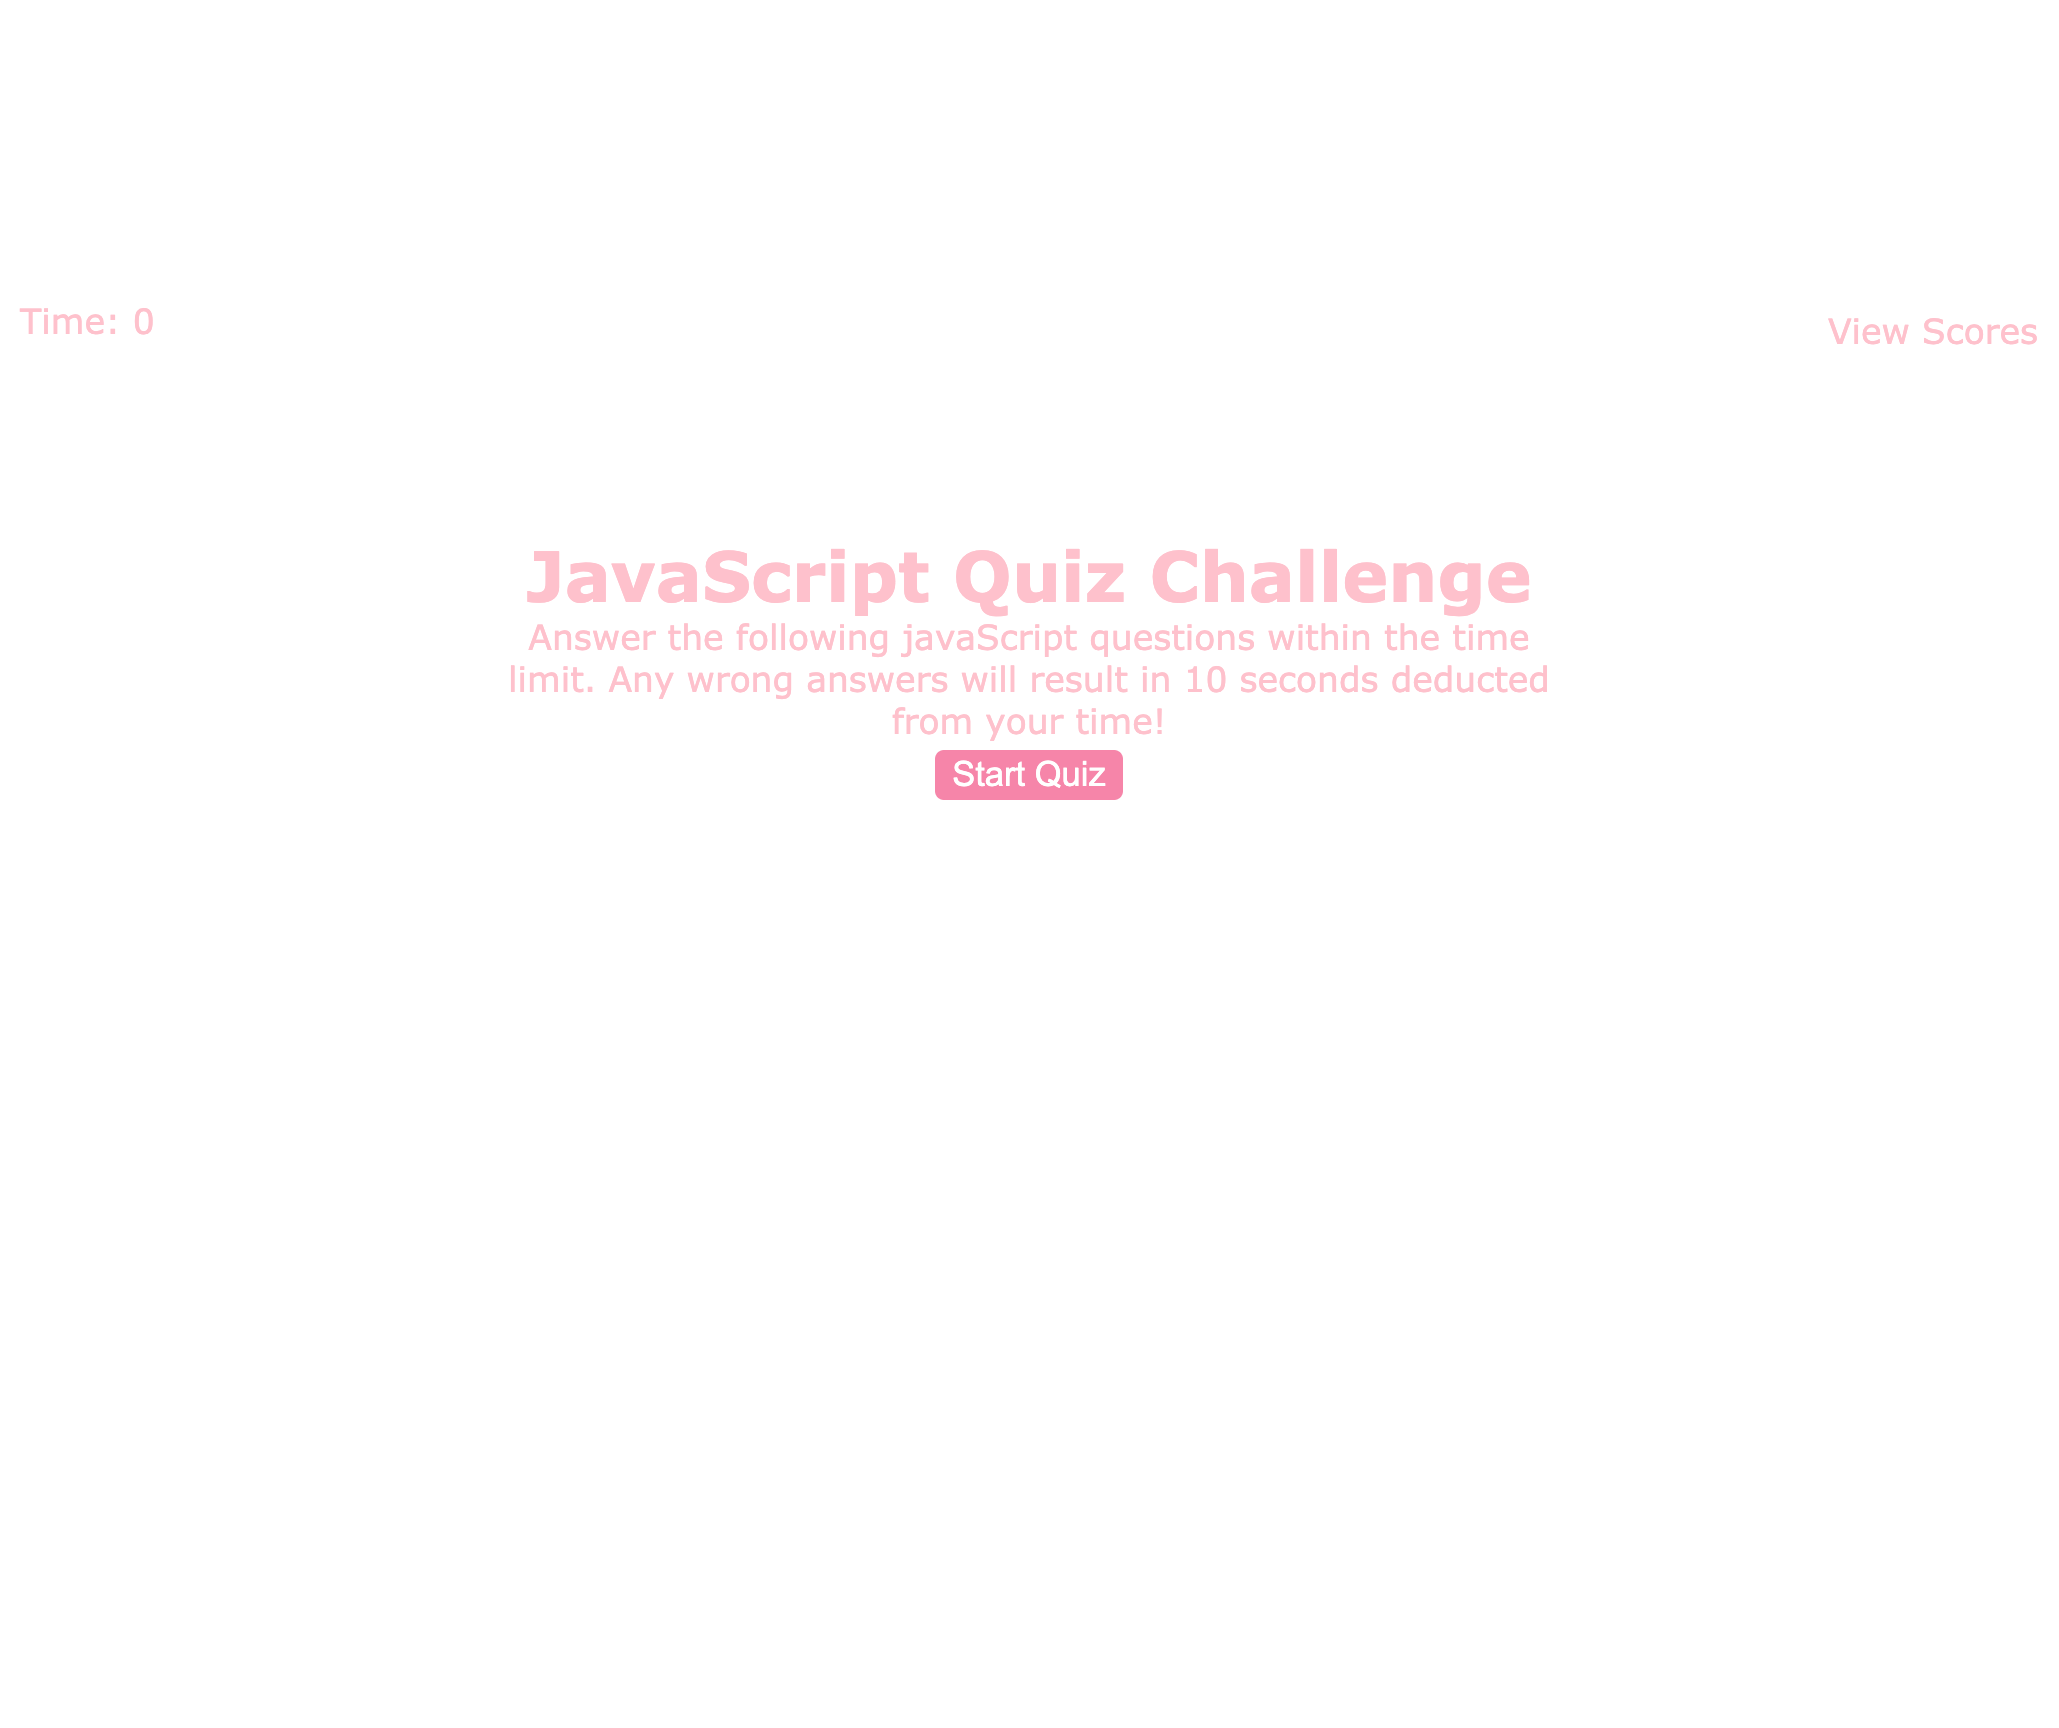 Time: 0
View Scores
JavaScript Quiz Challenge
Answer the following javaScript questions within the time
limit. Any wrong answers will result in 10 seconds deducted
from your time!
Start Quiz